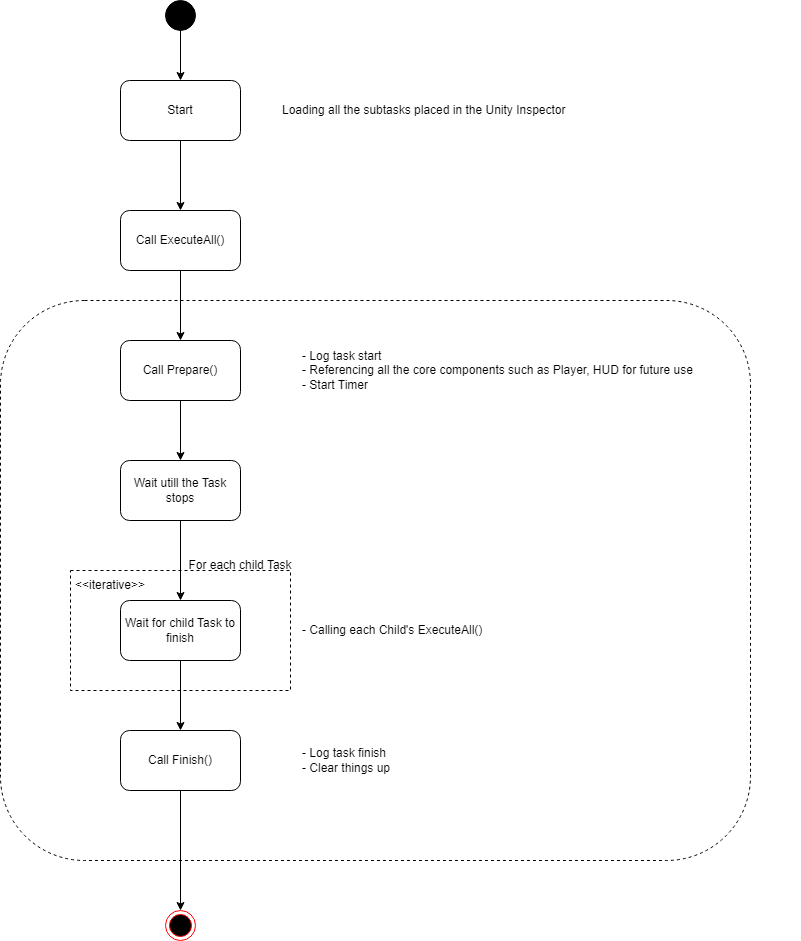 Start
Loading all the subtasks placed in the Unity Inspector
Call ExecuteAll()
Call Prepare()
- Log task start
- Referencing all the core components such as Player, HUD for future use
- Start Timer
Wait utill the Task
stops
For each child Task
<<iterative>>
Wait for child Task to
finish
- Calling each Child's ExecuteAll()
Call Finish()
- Log task finish
- Clear things up